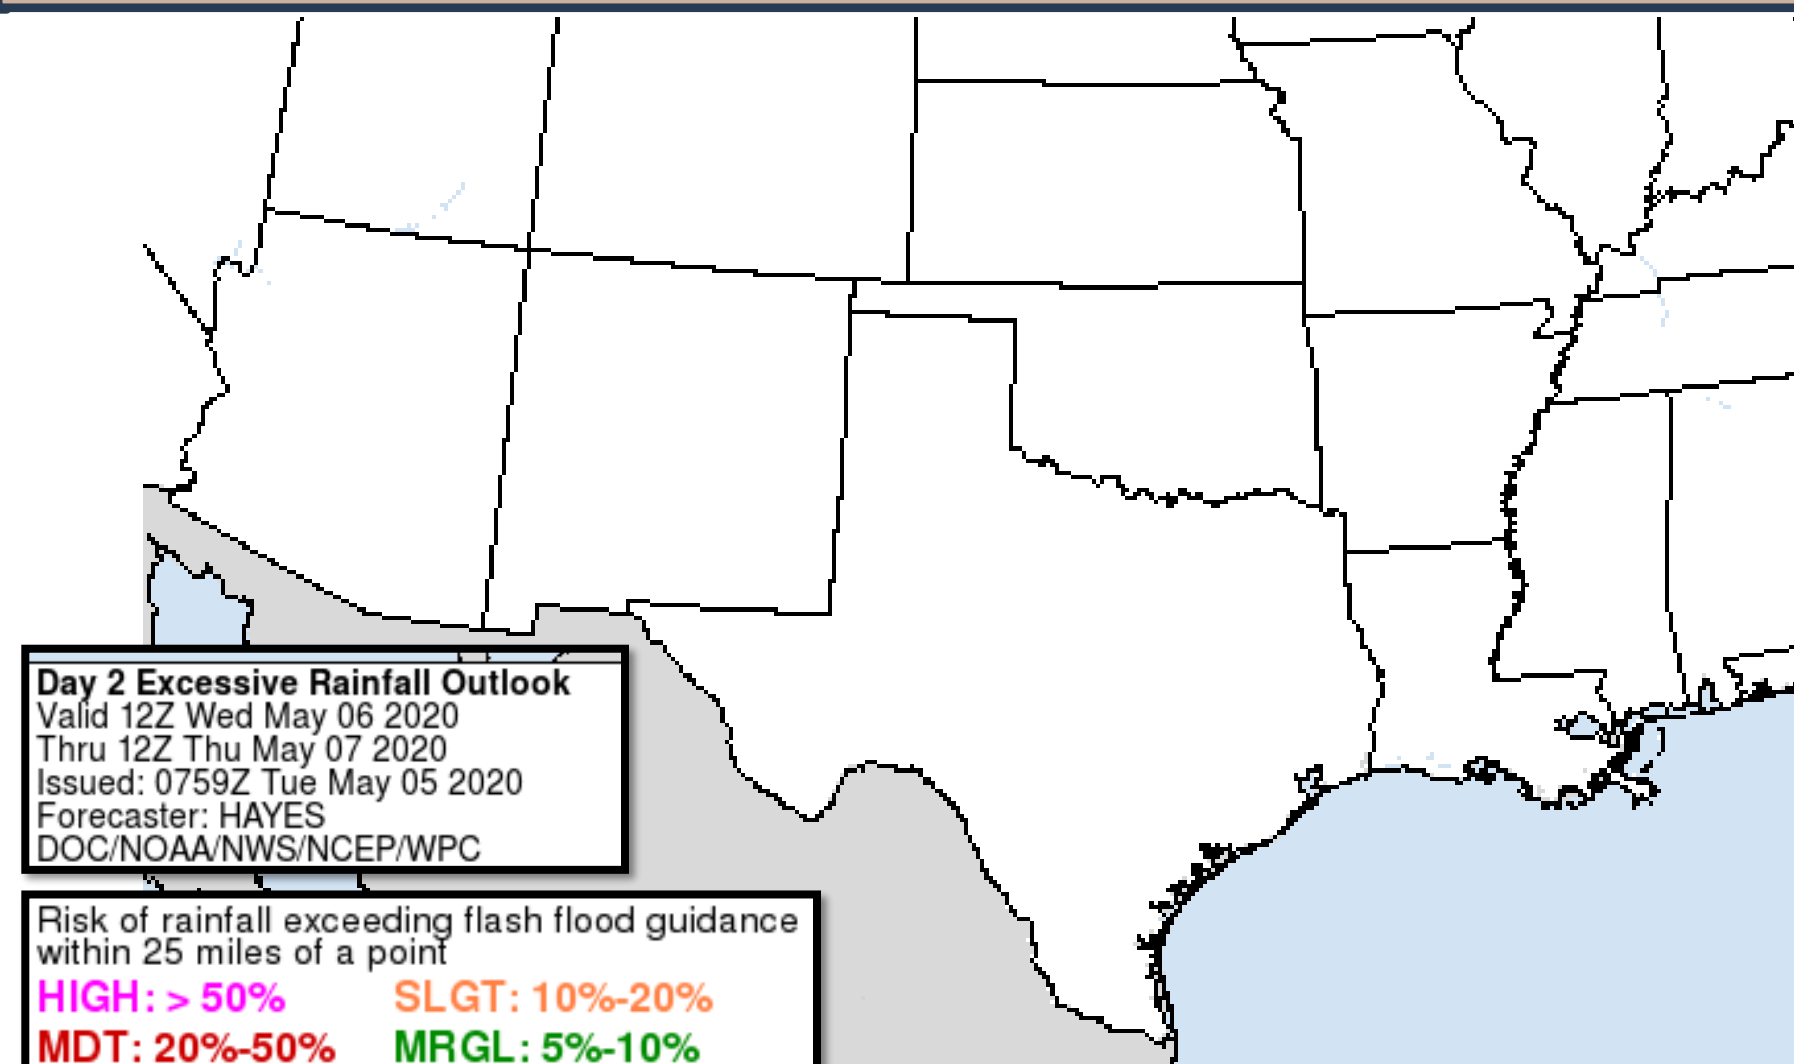 Day 2 Excessive Rainfall Outlook
Valid 12Z Wed May 06 2020
Thru 12Z Thu May 07 2020
Issued: 0759Z Tue May 05 2020
Forecaster: HAYES
DOC/NOAA/NWS/NCEP/WPC
Risk of rainfall exceeding flash flood guidance
within 25 miles of a point
HIGH: > 50% SLGT: 10%-20%
MDT: 20%-50% MRGL: 5%-10%